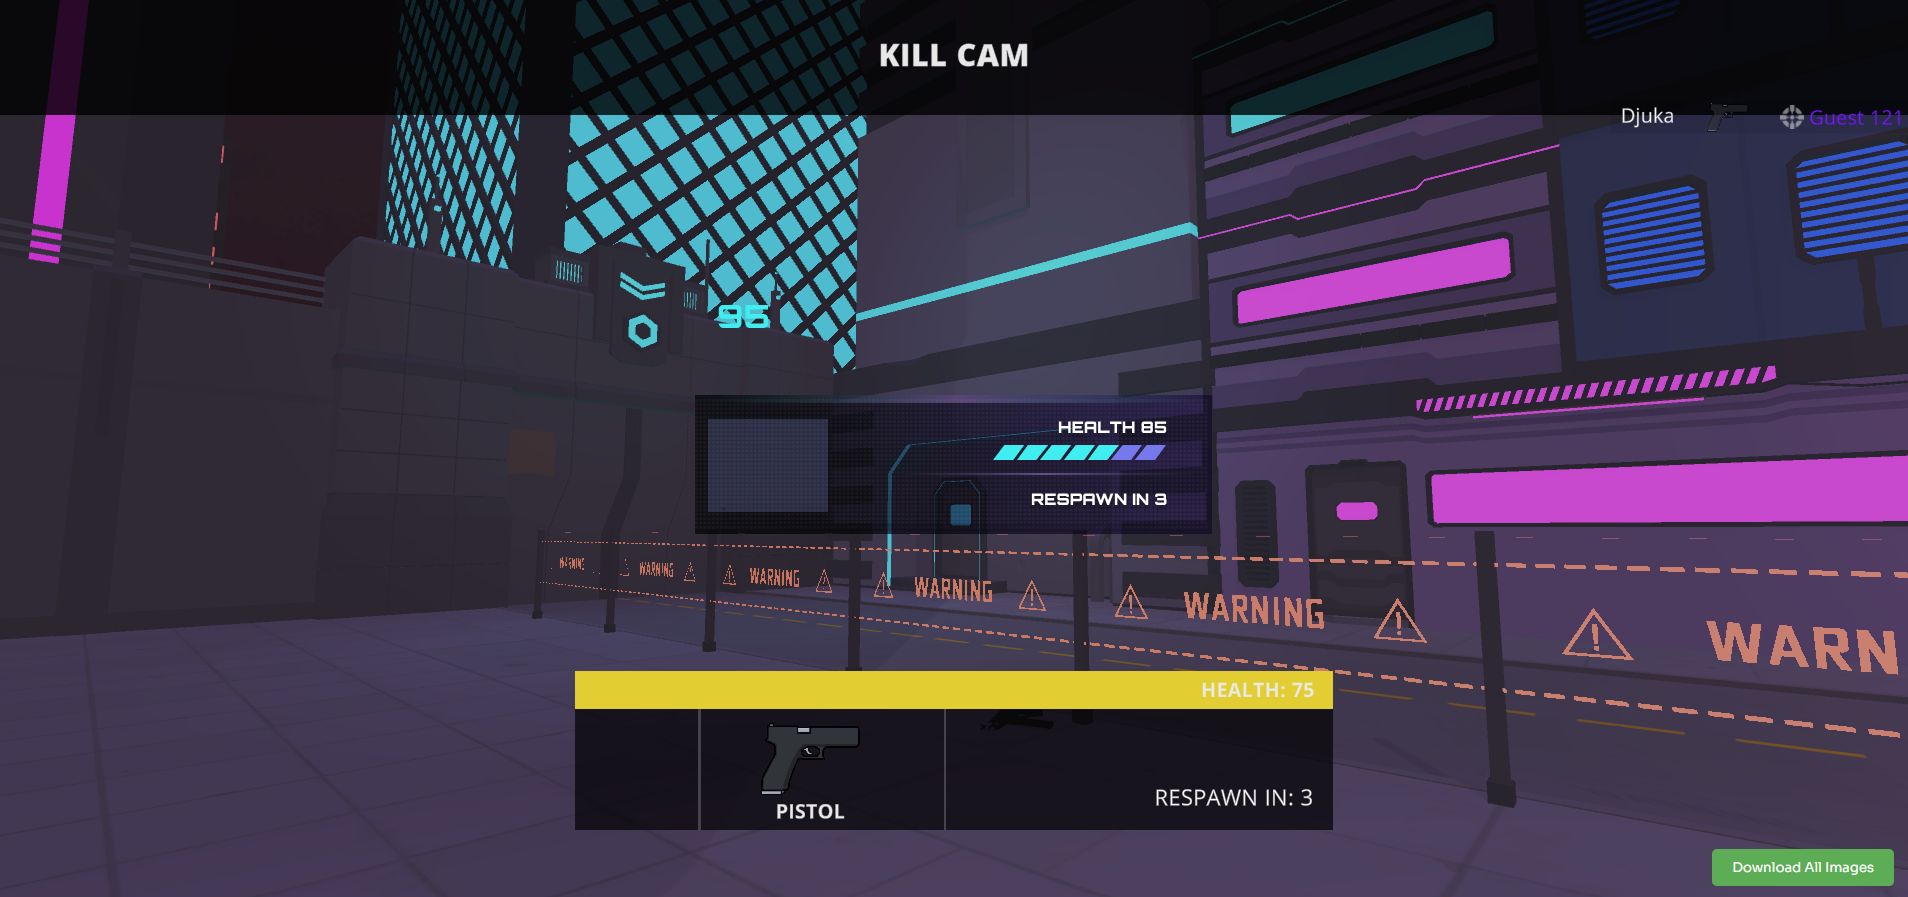 KILL CAM
Djuka
Guest 121
95
HEALTH 85
RESPAWN IN 3
WARNING
WARNING
WARNING
WARNING
WARNING
WARN
HEALTH: 75
PISTOL
RESPAWN IN: 3
Download All Images